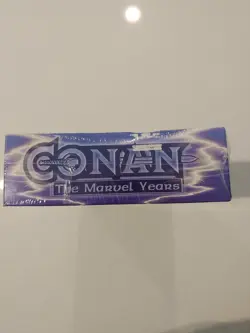 CONAN
The Marvel Years